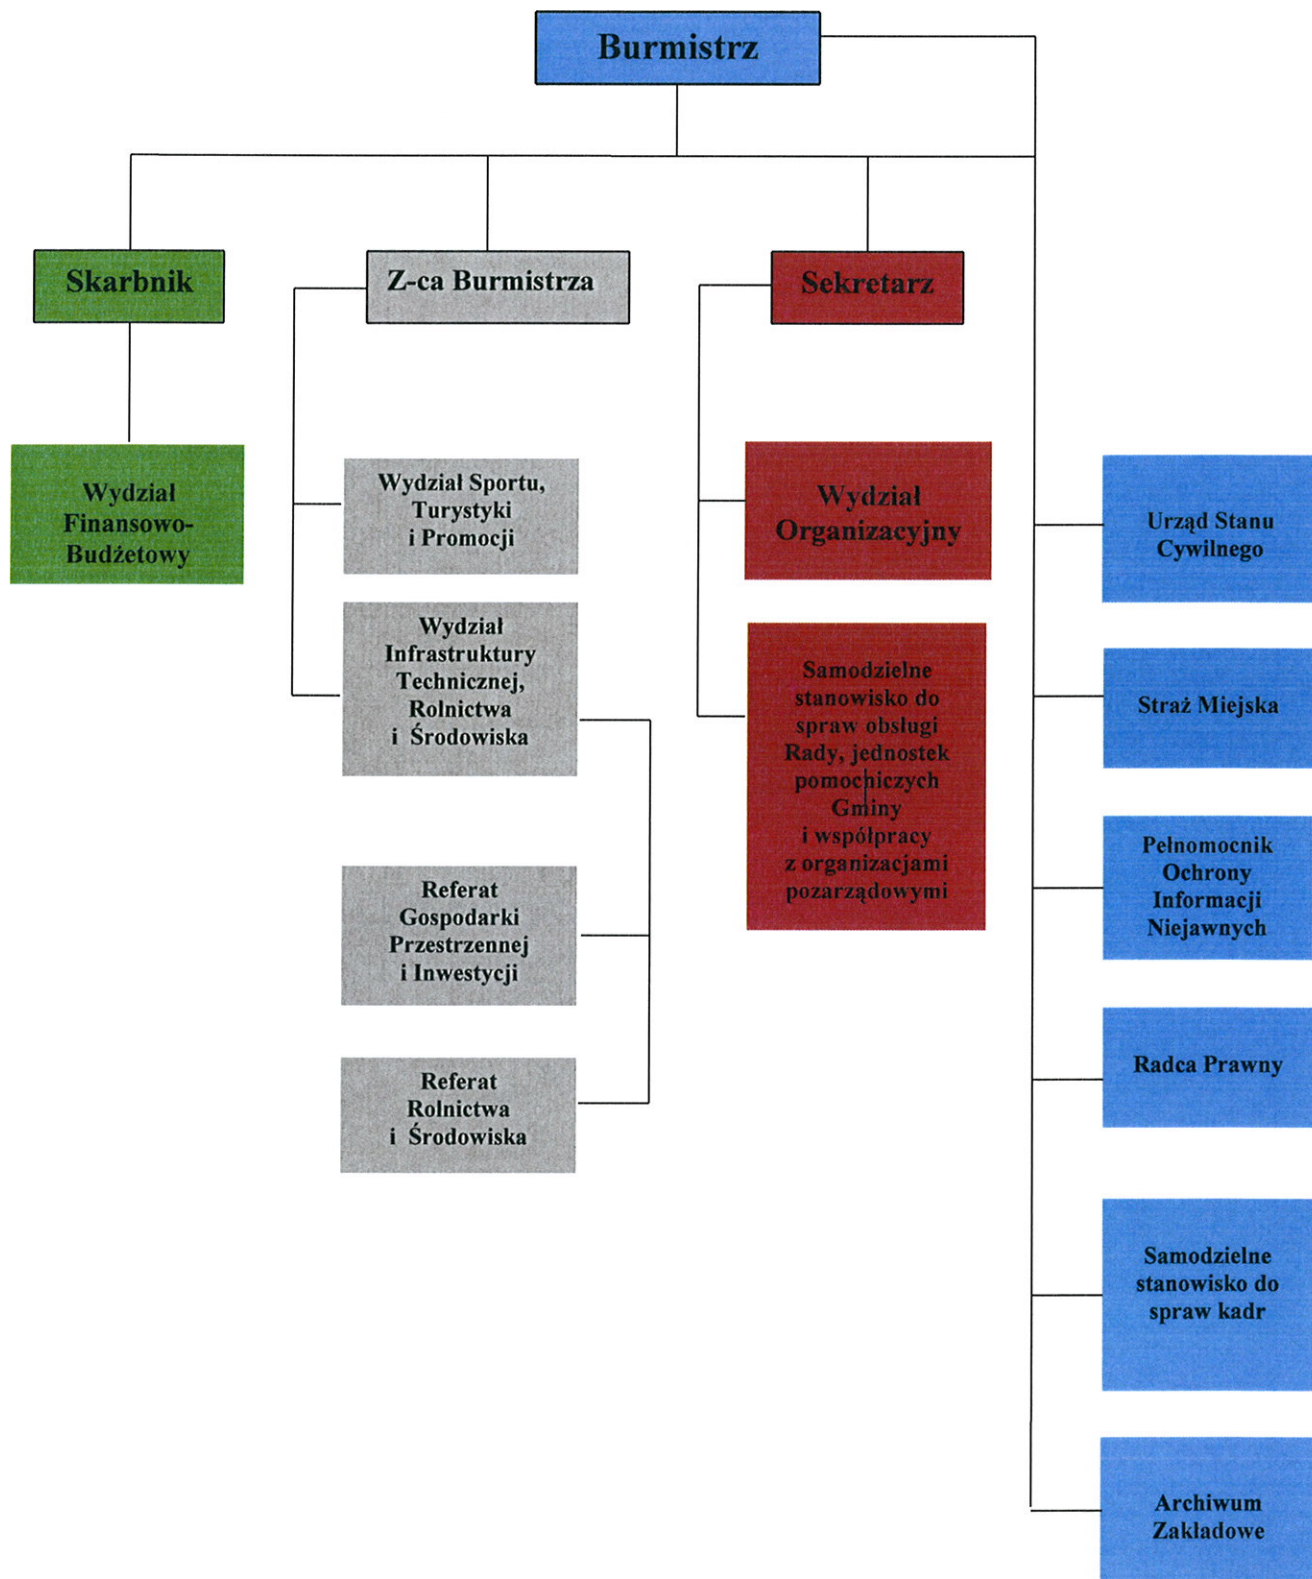 Burmistrz
Skarbnik
Z-ca Burmistrza
Sekretarz
Wydział
Finansowo-
Budżetowy
Wydział Sportu,
Turystyki
i Promocji
Wydział
Infrastruktury
Technicznej,
Rolnictwa
i Środowiska
Referat
Gospodarki
Przestrzennej
i Inwestycji
Referat
Rolnictwa
i Środowiska
Wydział
Organizacyjny
Samodzielne
stanowisko do
spraw obsługi
Rady, jednostek
pomochiczych
Gminy
i współpracy
z organizacjami
pozarządowymi
Urząd Stanu
Cywilnego
Straż Miejska
Pełnomocnik
Ochrony
Informacji
Niejawnych
Radca Prawny
Samodzielne
stanowisko do
spraw kadr
Archiwum
Zakładowe